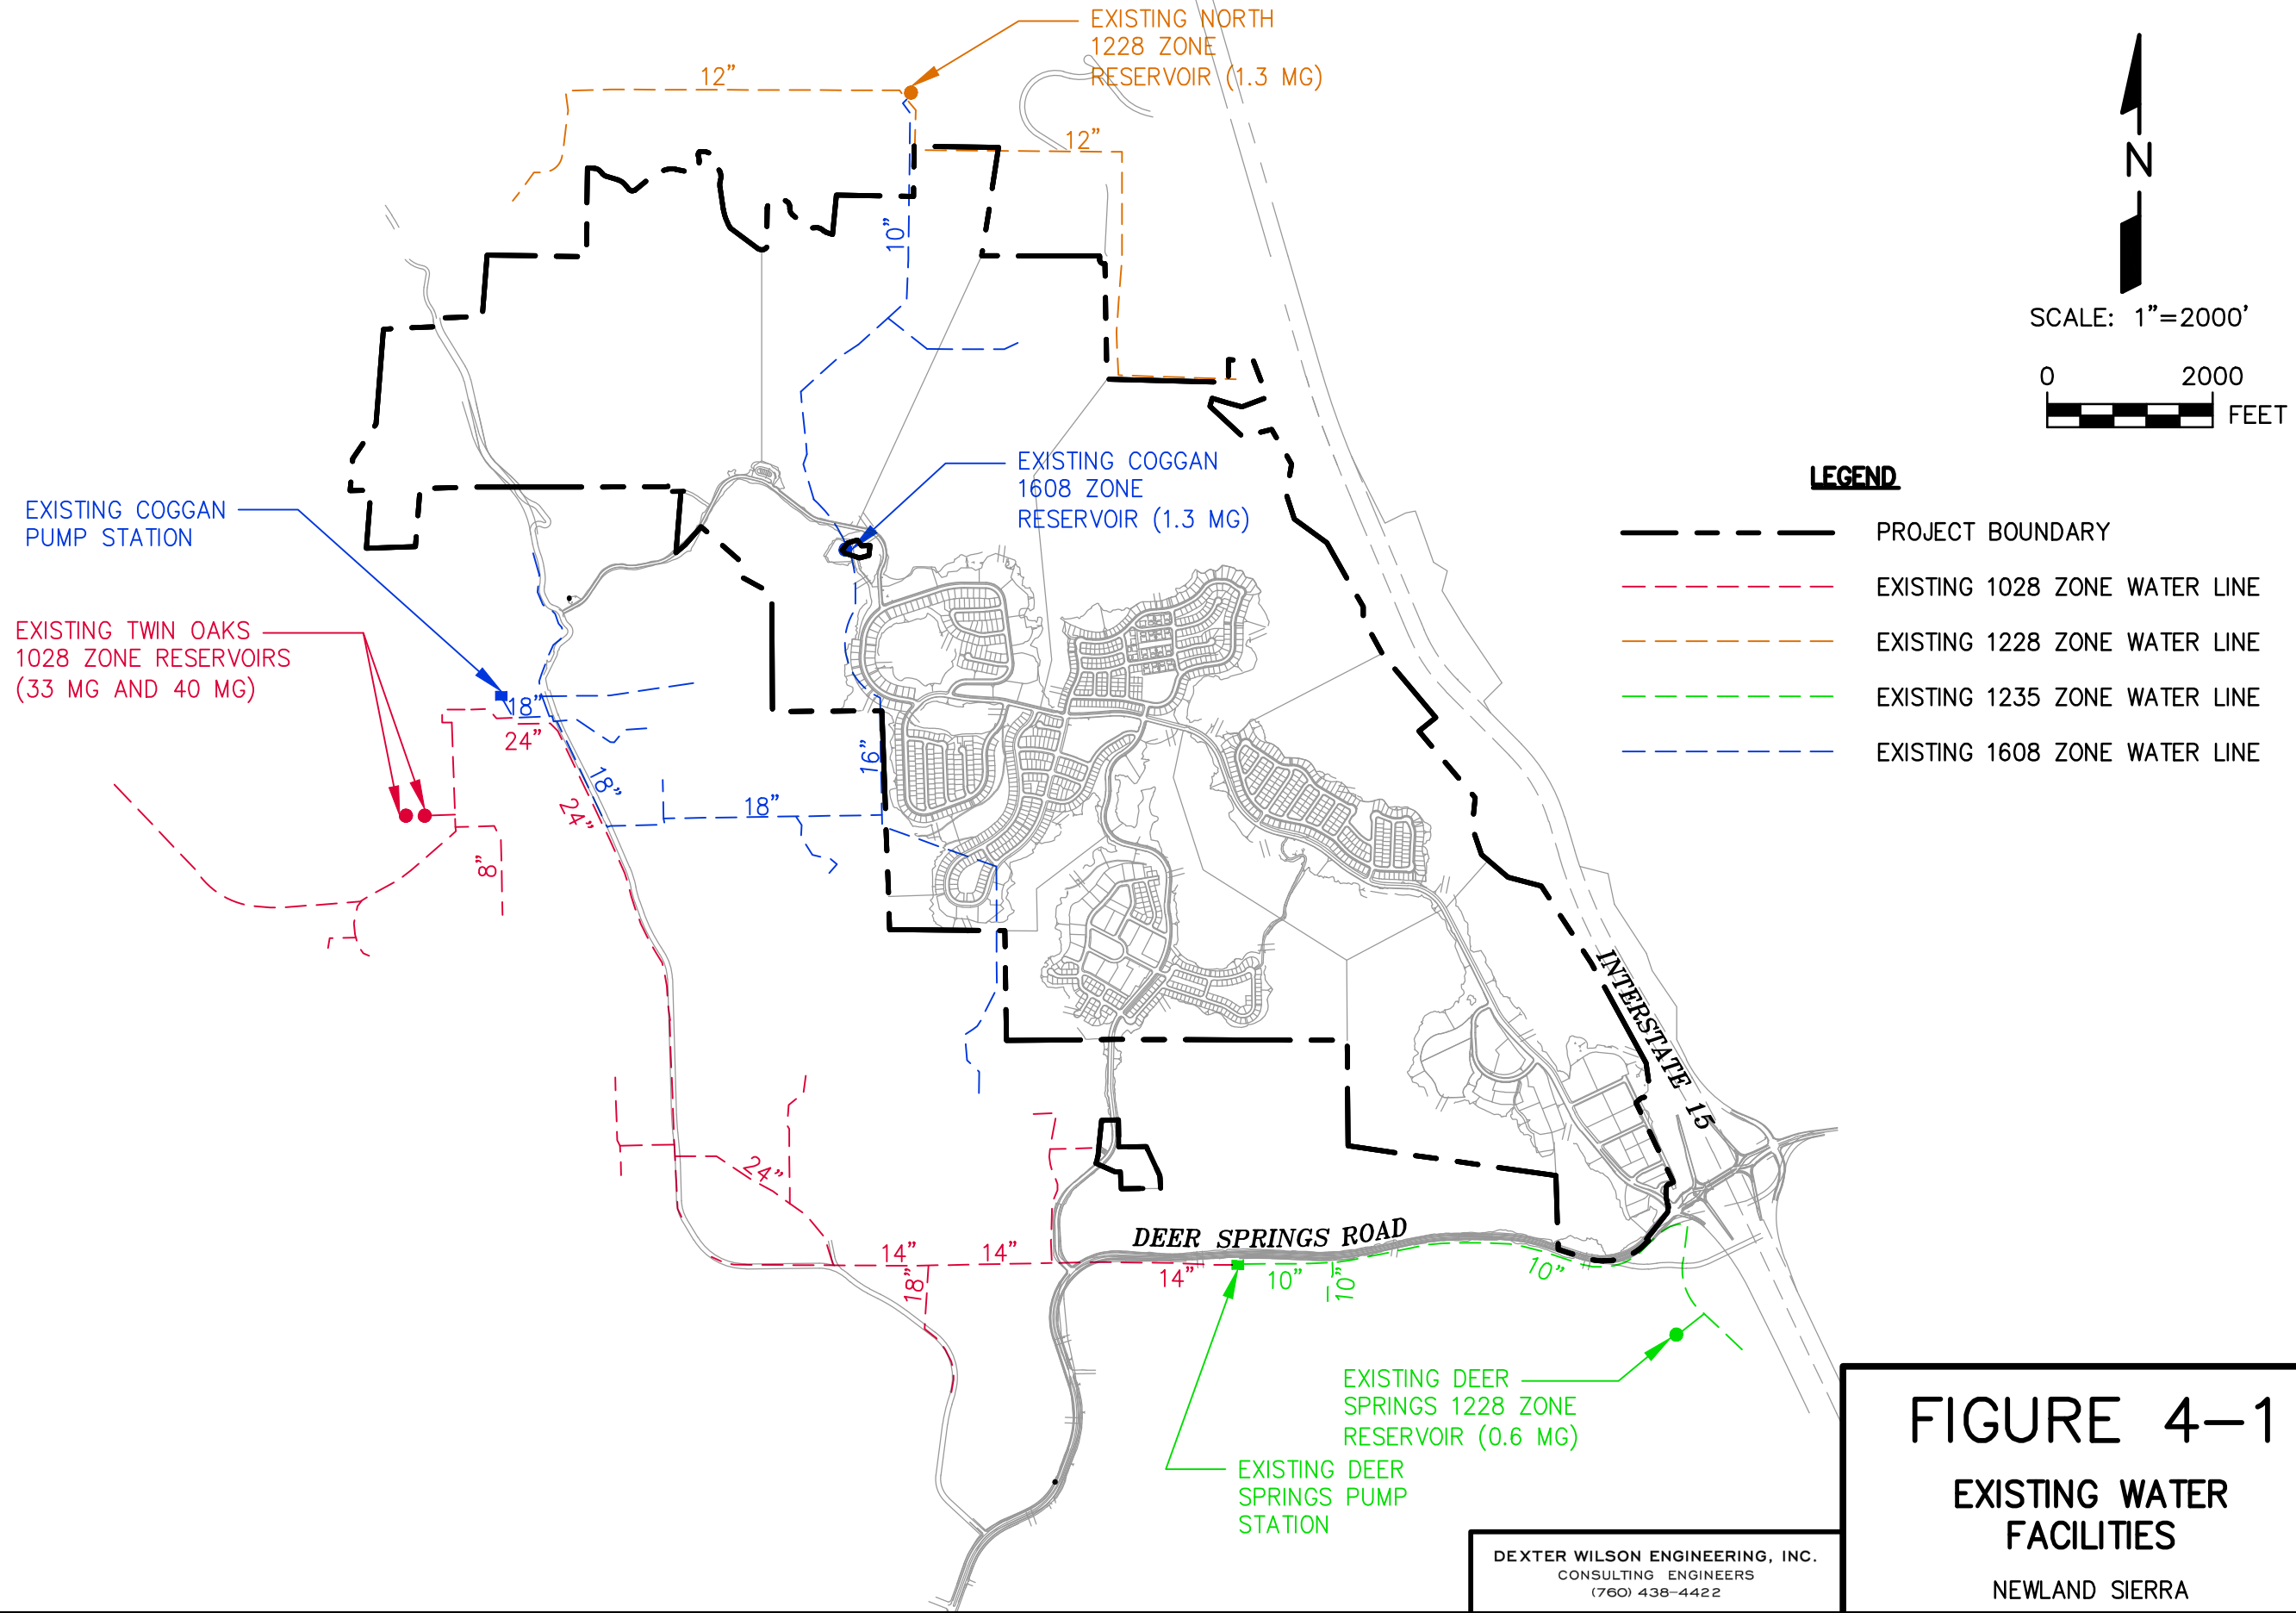 EXISTING NORTH
1228 ZONE
RESERVOIR (1.3 MG)
12”
12”
10”
N
SCALE: 1”=2000’
0
2000
FEET
LEGEND
PROJECT BOUNDARY
EXISTING 1028 ZONE WATER LINE
EXISTING 1228 ZONE WATER LINE
EXISTING 1235 ZONE WATER LINE
EXISTING 1608 ZONE WATER LINE
EXISTING COGGAN
1608 ZONE
RESERVOIR (1.3 MG)
EXISTING COGGAN
PUMP STATION
EXISTING TWIN OAKS
1028 ZONE RESERVOIRS
(33 MG AND 40 MG)
18”
24”
18”
24”
16”
18”
8”
INTERSTATE 15
24”
DEER SPRINGS ROAD
14”
14”
18”
14”
10”
10”
10”
EXISTING DEER
SPRINGS 1228 ZONE
RESERVOIR (0.6 MG)
EXISTING DEER
SPRINGS PUMP
STATION
FIGURE 4-1
EXISTING WATER
FACILITIES
NEWLAND SIERRA
DEXTER WILSON ENGINEERING, INC.
CONSULTING ENGINEERS
(760) 438-4422